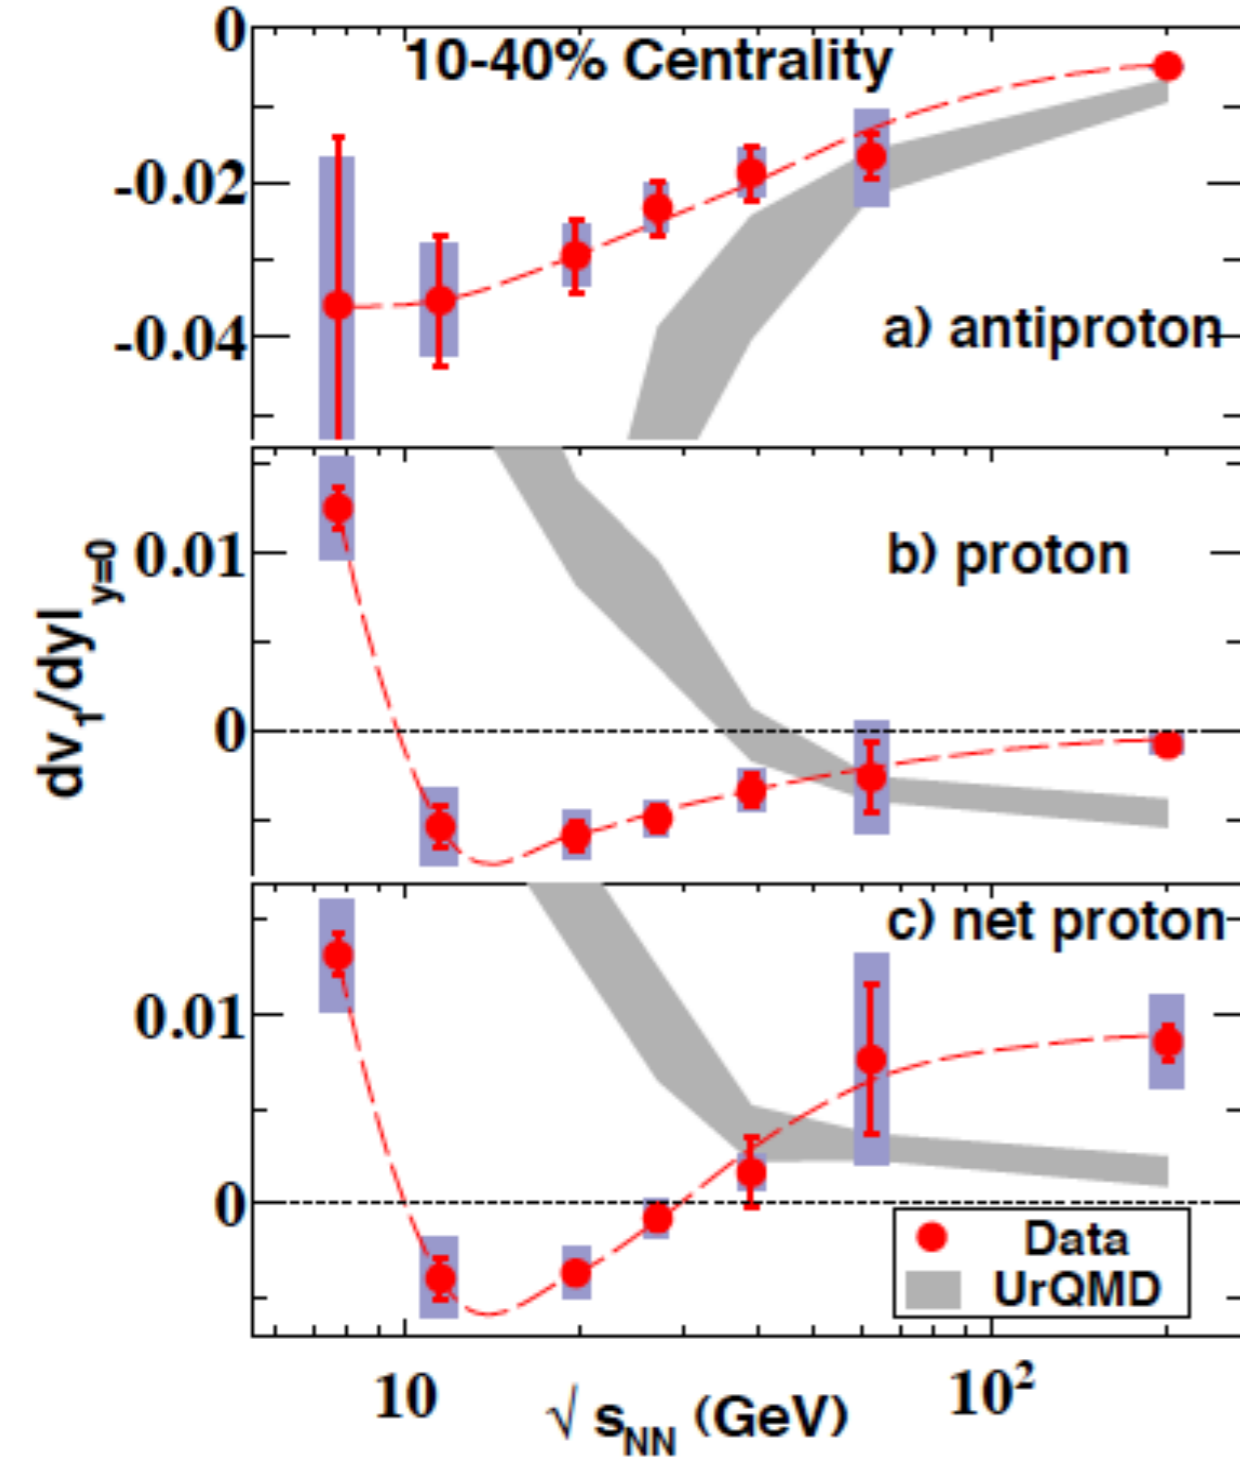 10-40% Centrality
0
-0.02
-0.04
a) antiproton
b) proton
0.01
0
dv1/dy|y=0
c) net proton
0.01
0
Data
UrQMD
10
10²
√ sNN (GeV)